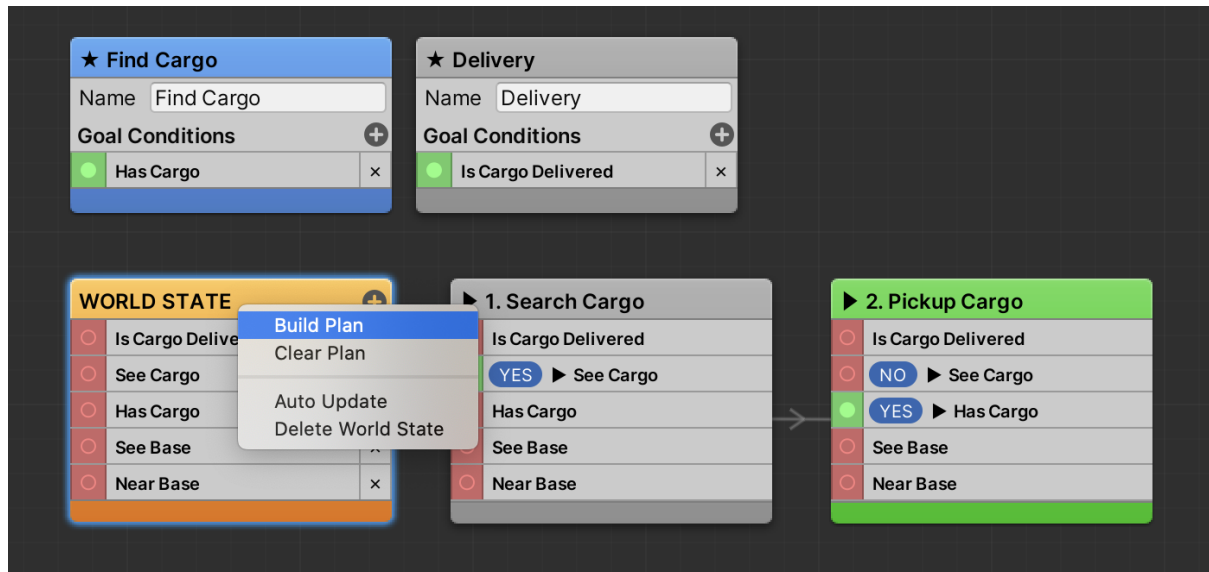 ★ Find Cargo
Name Find Cargo
Goal Conditions
Has Cargo ×
★ Delivery
Name Delivery
Goal Conditions
Is Cargo Delivered ×
WORLD STATE
Is Cargo Delive
See Cargo
Has Cargo
See Base ×
Near Base ×
Build Plan
Clear Plan
Auto Update
Delete World State
▶ 1. Search Cargo
Is Cargo Delivered
YES ▶ See Cargo
Has Cargo
See Base
Near Base
▶ 2. Pickup Cargo
Is Cargo Delivered
NO ▶ See Cargo
YES ▶ Has Cargo
See Base
Near Base